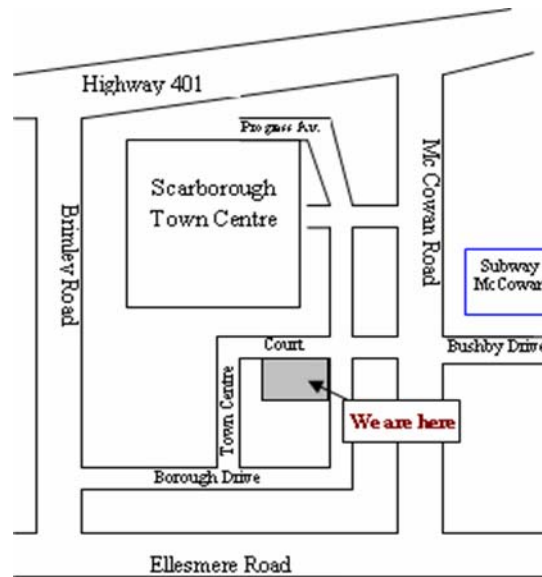 Highway 401
Progress Av.
Scarborough
Town Centre
Brimley Road
Mc Cowan Road
Subway
McCowan
Court
Bushby Drive
Town Centre
We are here
Borough Drive
Ellesmere Road